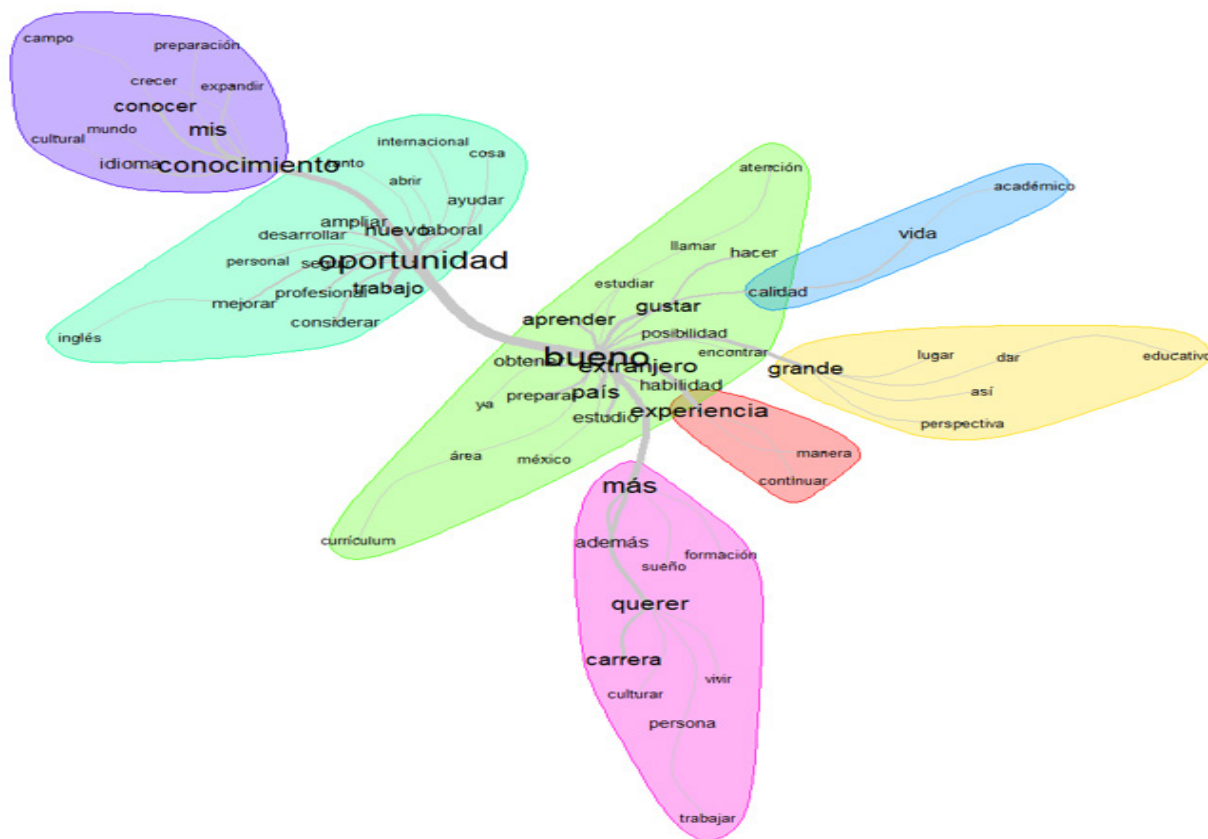 campo
preparación
crecer
expandir
conocer
mis
mundo
cultural
idioma
conocimiento
internacional
cosa
tanto
abrir
ayudar
ampliar
nuevo
laboral
desarrollar
personal
seguir
oportunidad
trabajo
profesional
mejorar
considerar
inglés
atención
llamar
hacer
estudiar
gustar
calidad
aprender
posibilidad
bueno
encontrar
obtener
extranjero
habilidad
país
preparar
ya
experiencia
estudio
área
méxico
currículum
académico
vida
grande
lugar
dar
educativo
así
perspectiva
manera
continuar
más
además
formación
sueño
querer
carrera
vivir
culturar
persona
trabajar